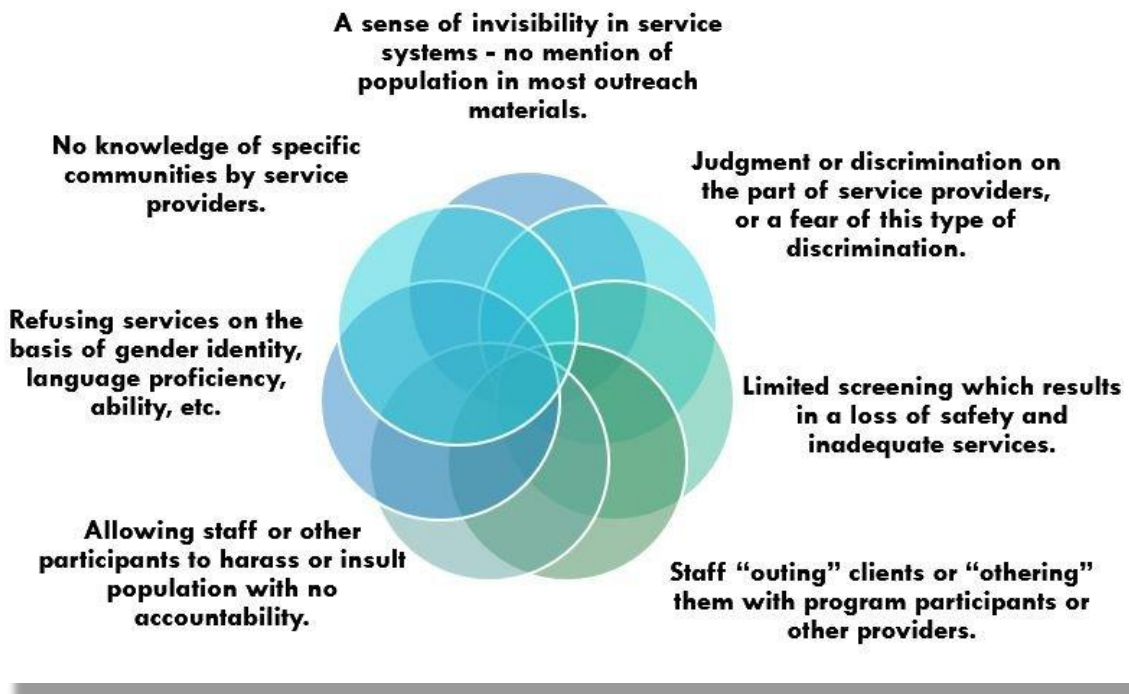 A sense of invisibility in service
systems - no mention of
population in most outreach
materials.
No knowledge of specific
communities by service
providers.
Judgment or discrimination on
the part of service providers,
or a fear of this type of
discrimination.
Refusing services on the
basis of gender identity,
language proficiency,
ability, etc.
Limited screening which results
in a loss of safety and
inadequate services.
Allowing staff or other
participants to harass or insult
population with no
accountability.
Staff “outing” clients or “othering”
them with program participants or
other providers.